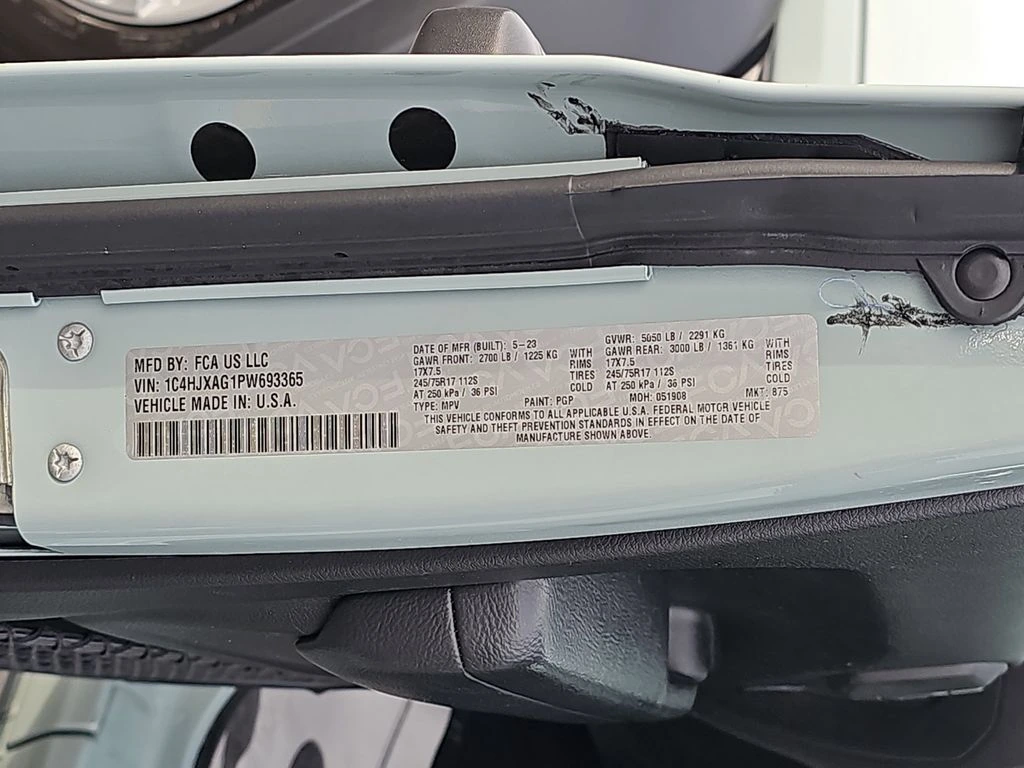 MFD BY: FCA US LLC
VIN: 1C4HJXAG1PW693365
VEHICLE MADE IN: U.S.A.
DATE OF MFR (BUILT): 5-23
GAWR FRONT: 2700 LB / 1225 KG WITH
17X7.5 RIMS
245/75R17 112S TIRES
AT 250 kPa / 36 PSI COLD
TYPE: MPV
GVWR: 5050 LB / 2291 KG
GAWR REAR: 3000 LB / 1361 KG WITH
17X7.5 RIMS
245/75R17 112S TIRES
AT 250 kPa / 36 PSI COLD
PAINT: PGP MOH: 051908 MKT: 875
THIS VEHICLE CONFORMS TO ALL APPLICABLE U.S.A. FEDERAL MOTOR VEHICLE
SAFETY AND THEFT PREVENTION STANDARDS IN EFFECT ON THE DATE OF
MANUFACTURE SHOWN ABOVE.